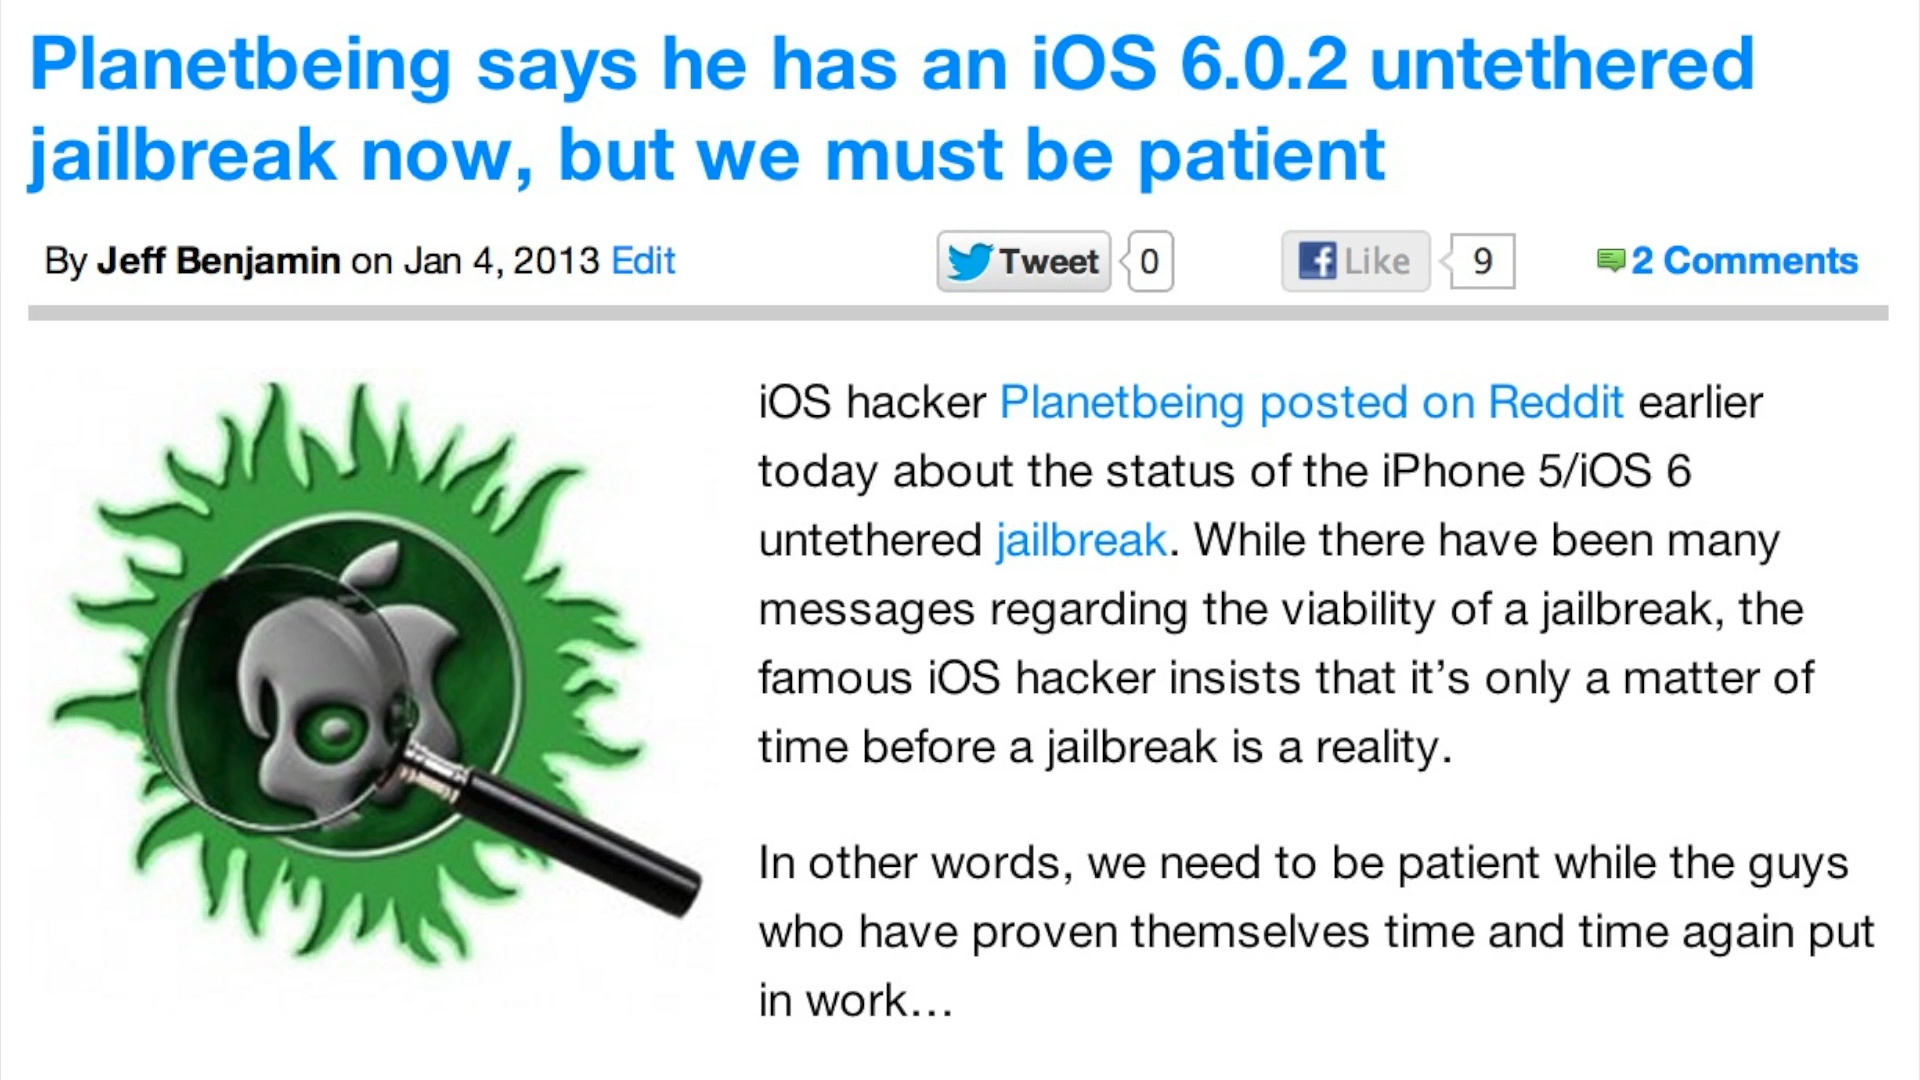 Planetbeing says he has an iOS 6.0.2 untethered
jailbreak now, but we must be patient
By Jeff Benjamin on Jan 4, 2013 Edit
Tweet 0
Like 9
2 Comments
iOS hacker Planetbeing posted on Reddit earlier
today about the status of the iPhone 5/iOS 6
untethered jailbreak. While there have been many
messages regarding the viability of a jailbreak, the
famous iOS hacker insists that it’s only a matter of
time before a jailbreak is a reality.
In other words, we need to be patient while the guys
who have proven themselves time and time again put
in work…